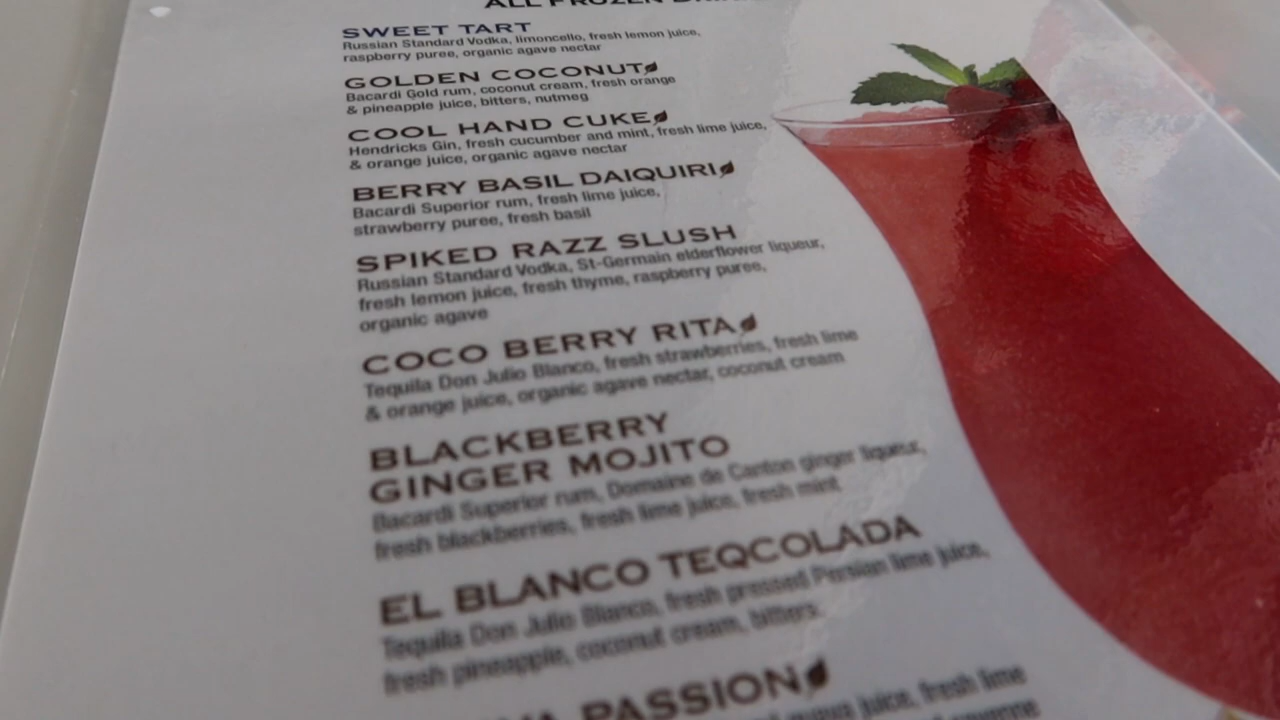 ALL FROZEN
SWEET TART
Russian Standard Vodka, limoncello, fresh lemon juice,
raspberry puree, organic agave nectar
GOLDEN COCONUT
Bacardi Gold rum, coconut cream, fresh orange
& pineapple juice, bitters, nutmeg
COOL HAND CUKE
Hendricks Gin, fresh cucumber and mint, fresh lime juice,
& orange juice, organic agave nectar
BERRY BASIL DAIQUIRI
Bacardi Superior rum, fresh lime juice,
strawberry puree, fresh basil
SPIKED RAZZ SLUSH
Russian Standard Vodka, St-Germain elderflower liqueur,
fresh lemon juice, fresh thyme, raspberry puree,
organic agave
COCO BERRY RITA
Tequila Don Julio Blanco, fresh strawberries, fresh lime
& orange juice, organic agave nectar, coconut cream
BLACKBERRY
GINGER MOJITO
Bacardi Superior rum, Domaine de Canton ginger liqueur,
fresh blackberries, fresh lime juice, fresh mint
EL BLANCO TEQCOLADA
Tequila Don Julio Blanco, fresh pressed Persian lime juice,
fresh pineapple, coconut cream, bitters
PASSION
juice, fresh lime